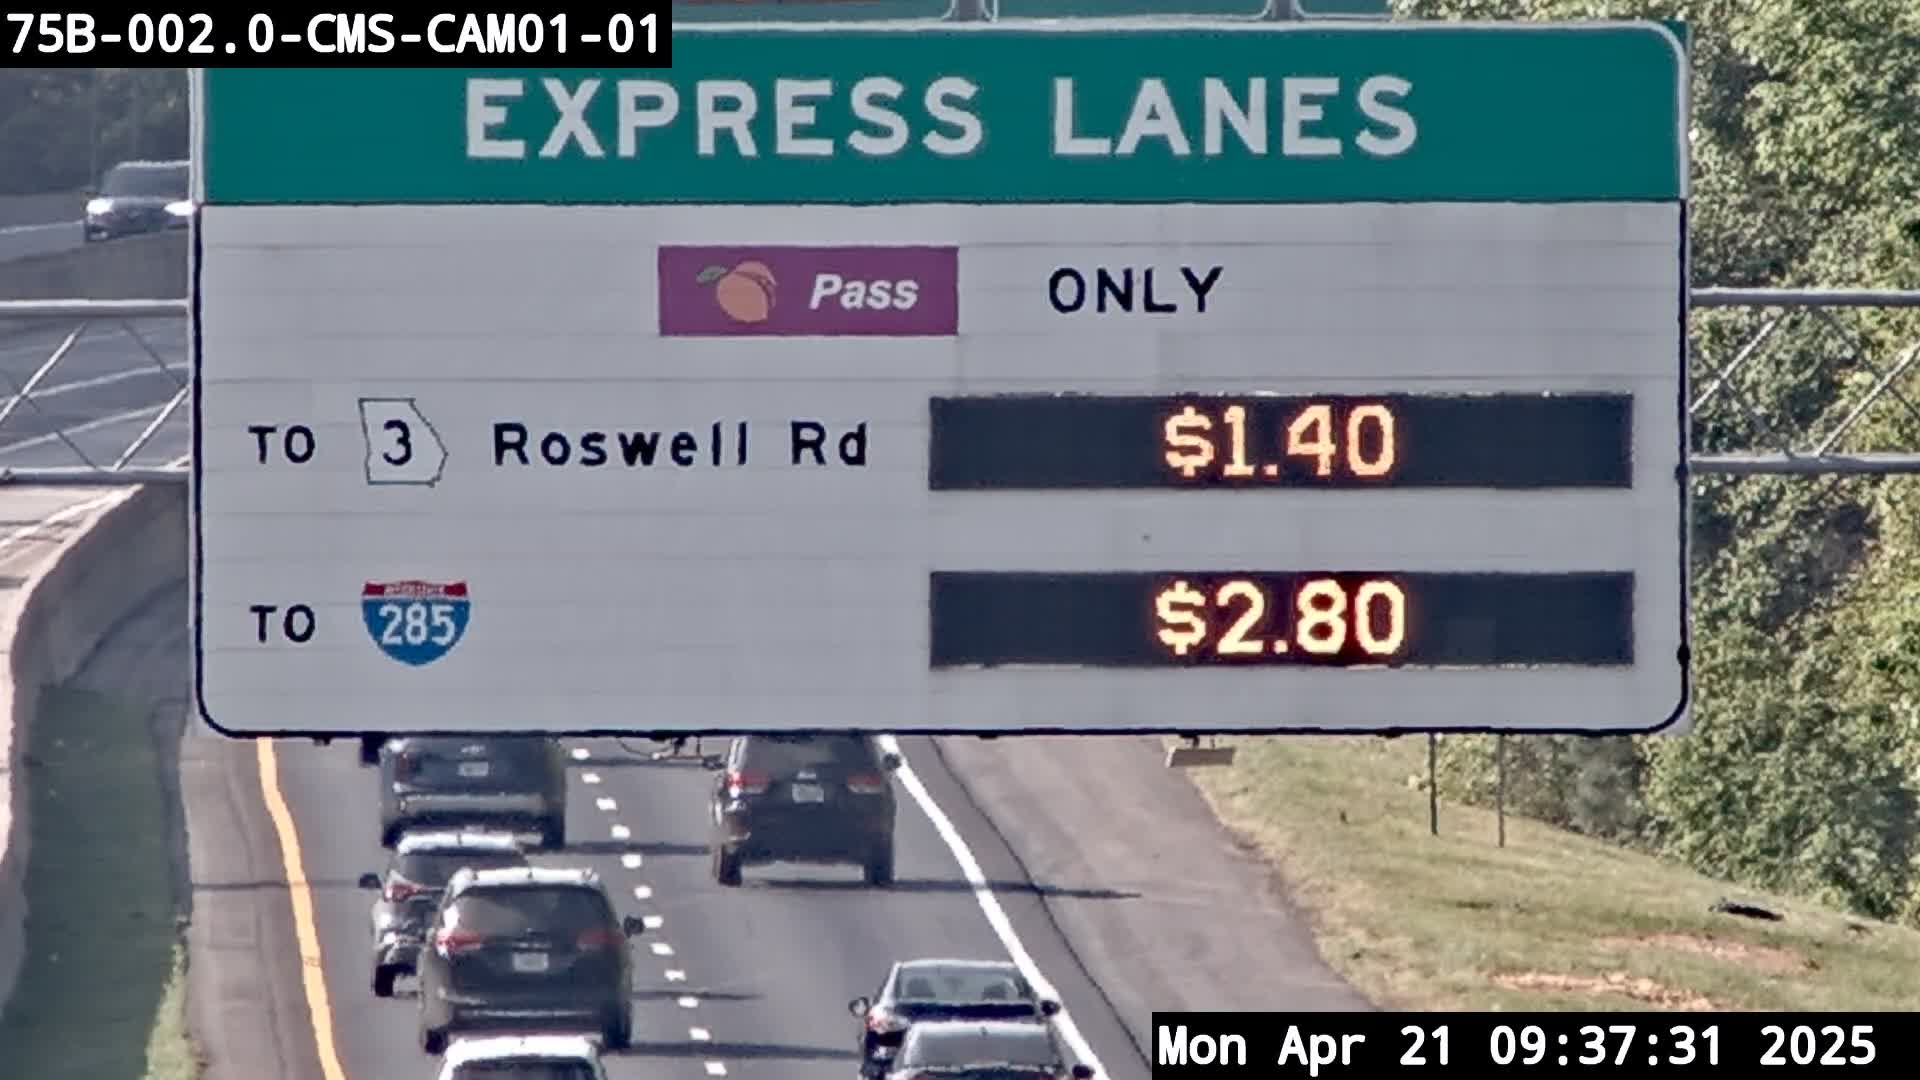 75B-002.0-CMS-CAM01-01
EXPRESS LANES
Pass ONLY
TO 3 Roswell Rd $1.40
TO INTERSTATE 285 $2.80
Mon Apr 21 09:37:31 2025